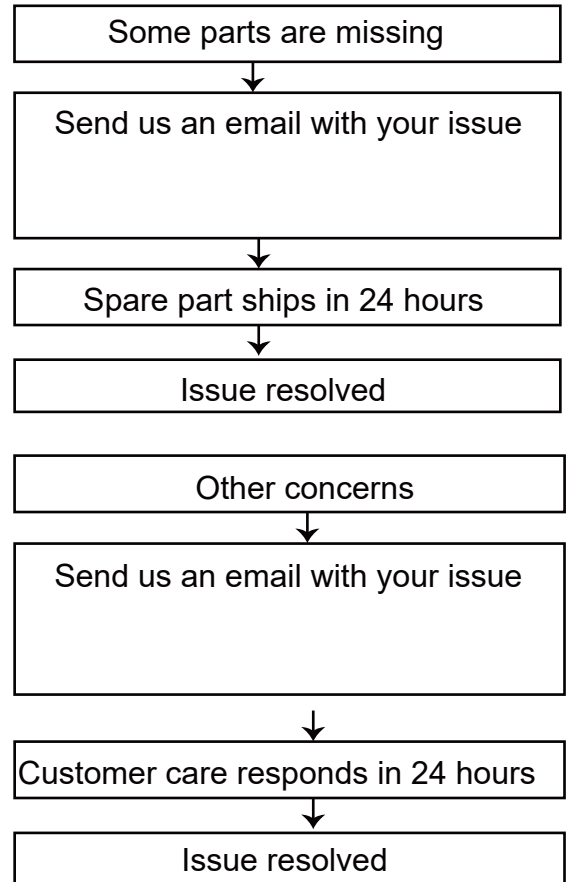 Some parts are missing
Send us an email with your issue
Spare part ships in 24 hours
Issue resolved
Other concerns
Send us an email with your issue
Customer care responds in 24 hours
Issue resolved